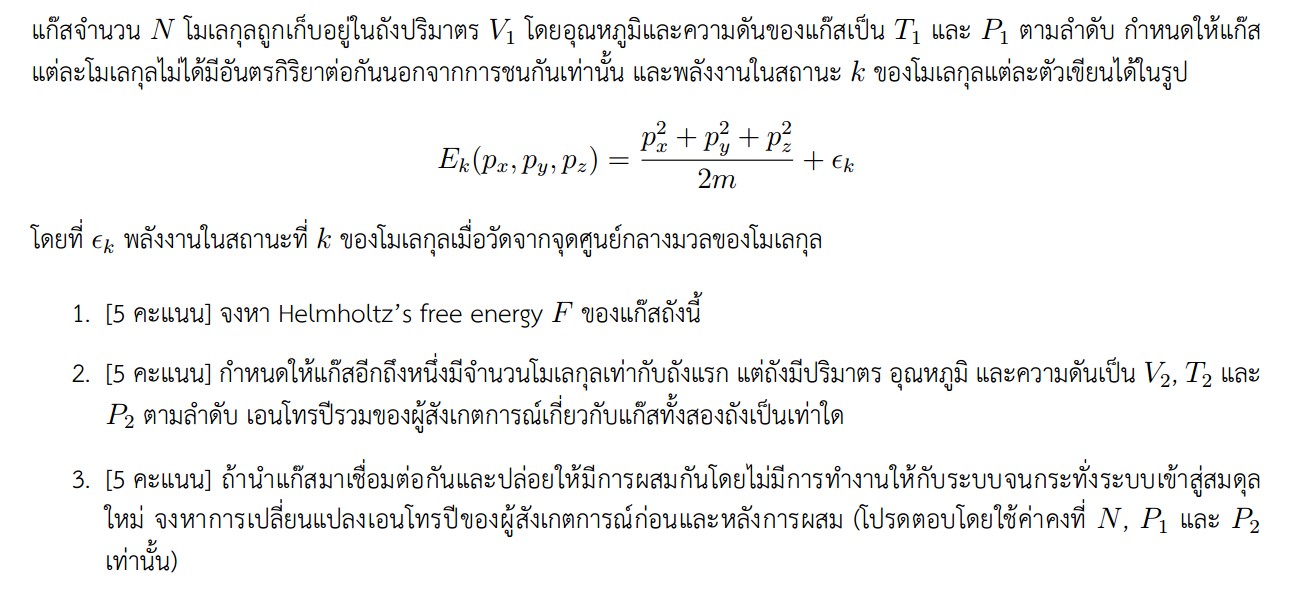 แก๊สจำนวน N โมเลกุลถูกเก็บอยู่ในถังปริมาตร V₁ โดยอุณหภูมิและความดันของแก๊สเป็น T₁ และ P₁ ตามลำดับ กำหนดให้แก๊ส
แต่ละโมเลกุลไม่ได้มีอันตรกิริยาต่อกันนอกจากการชนกันเท่านั้น และพลังงานในสถานะ k ของโมเลกุลแต่ละตัวเขียนได้ในรูป
E_k(p_x, p_y, p_z) = \frac{p_x^2 + p_y^2 + p_z^2}{2m} + ϵ_k
โดยที่ ϵ_k พลังงานในสถานะที่ k ของโมเลกุลเมื่อวัดจากจุดศูนย์กลางมวลของโมเลกุล
1. [5 คะแนน] จงหา Helmholtz's free energy F ของแก๊สถังนี้
2. [5 คะแนน] กำหนดให้แก๊สอีกถึงหนึ่งมีจำนวนโมเลกุลเท่ากับถังแรก แต่ถังมีปริมาตร อุณหภูมิ และความดันเป็น V₂, T₂ และ
P₂ ตามลำดับ เอนโทรปีรวมของผู้สังเกตการณ์เกี่ยวกับแก๊สทั้งสองถังเป็นเท่าใด
3. [5 คะแนน] ถ้านำแก๊สมาเชื่อมต่อกันและปล่อยให้มีการผสมกันโดยไม่มีการทำงานให้กับระบบจนกระทั่งระบบเข้าสู่สมดุล
ใหม่ จงหาการเปลี่ยนแปลงเอนโทรปีของผู้สังเกตการณ์ก่อนและหลังการผสม (โปรดตอบโดยใช้ค่าคงที่ N, P₁ และ P₂
เท่านั้น)